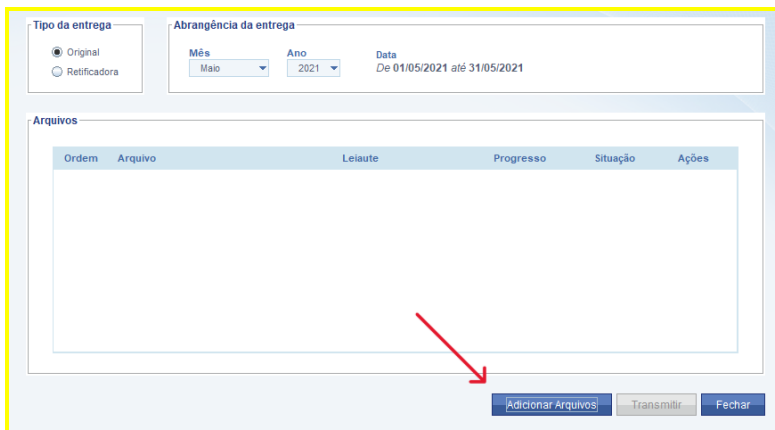 Tipo da entrega
Original
Retificadora
Abrangência da entrega
Mês
Maio
Ano
2021
Data
De 01/05/2021 até 31/05/2021
Arquivos
Ordem Arquivo Leiaute Progresso Situação Ações
Adicionar Arquivos Transmitir Fechar